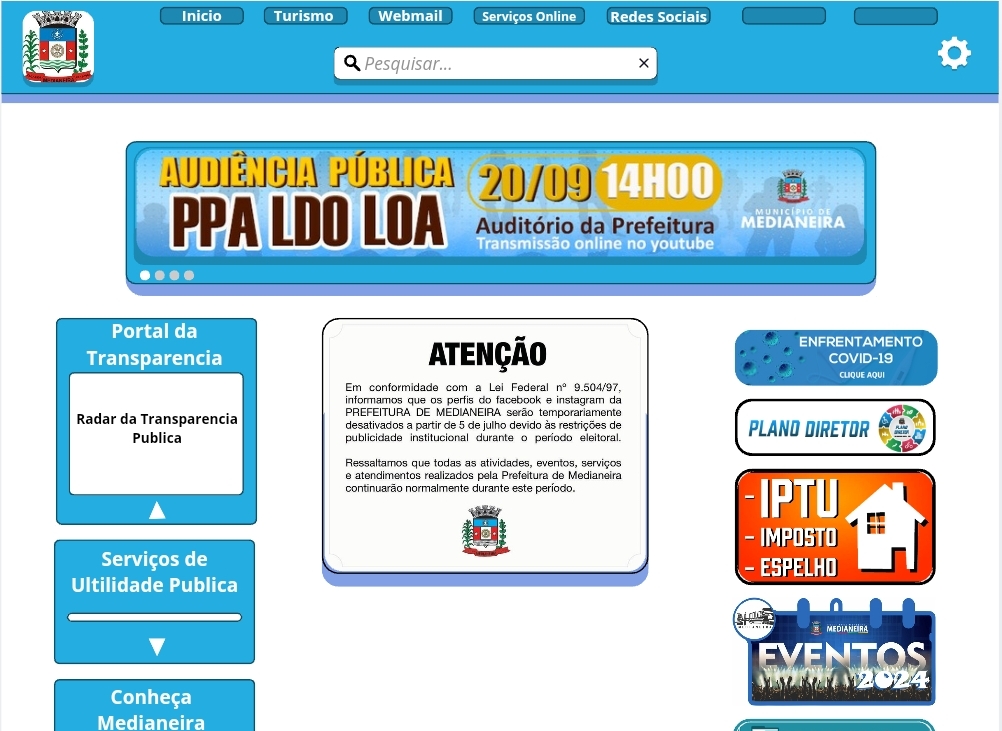 Inicio
Turismo
Webmail
Serviços Online
Redes Sociais
Pesquisar...
AUDIÊNCIA PÚBLICA
PPA LDO LOA
20/09 14H00
Auditório da Prefeitura
Transmissão online no youtube
MUNICÍPIO DE
MEDIANEIRA
Portal da
Transparencia
Radar da Transparencia
Publica
Serviços de
Ultilidade Publica
Conheça
Medianeira
ATENÇÃO
Em conformidade com a Lei Federal nº 9.504/97,
informamos que os perfis do facebook e instagram da
PREFEITURA DE MEDIANEIRA serão temporariamente
desativados a partir de 5 de julho devido às restrições de
publicidade institucional durante o período eleitoral.
Ressaltamos que todas as atividades, eventos, serviços
e atendimentos realizados pela Prefeitura de Medianeira
continuarão normalmente durante este período.
ENFRENTAMENTO
COVID-19
CLIQUE AQUI
PLANO DIRETOR
PLANO
DIRETOR
- IPTU
- IMPOSTO
- ESPELHO
MEDIANEIRA
EVENTOS
2024